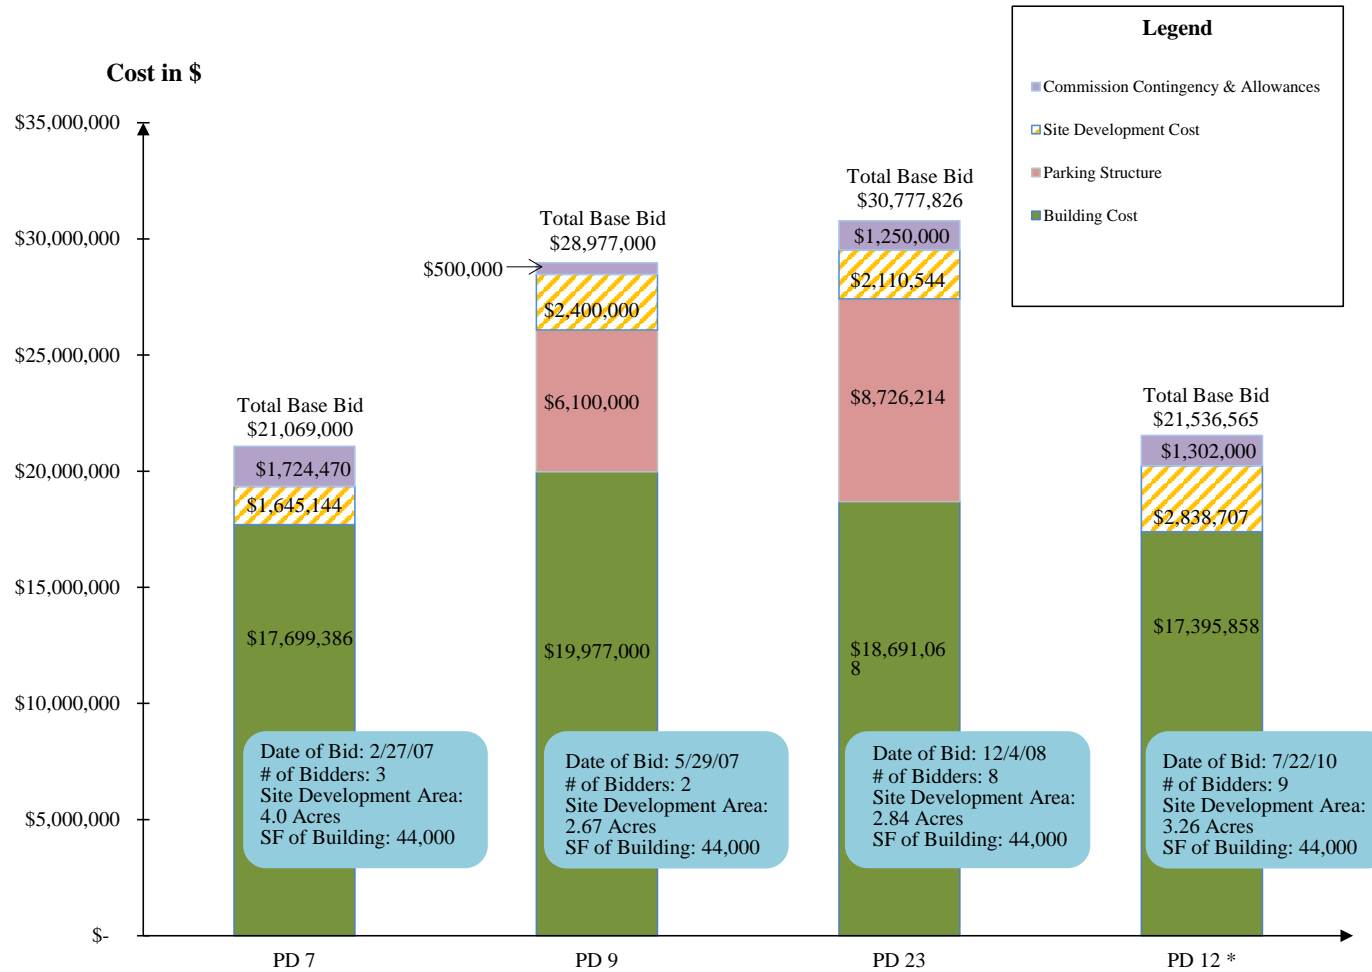 Legend
Commission Contingency & Allowances
Site Development Cost
Parking Structure
Building Cost
Cost in $
$35,000,000
$30,000,000
$25,000,000
$20,000,000
$15,000,000
$10,000,000
$5,000,000
$-
Total Base Bid
$21,069,000
$1,724,470
$1,645,144
$17,699,386
Date of Bid: 2/27/07
# of Bidders: 3
Site Development Area:
4.0 Acres
SF of Building: 44,000
PD 7
Total Base Bid
$28,977,000
$500,000
$2,400,000
$6,100,000
$19,977,000
Date of Bid: 5/29/07
# of Bidders: 2
Site Development Area:
2.67 Acres
SF of Building: 44,000
PD 9
Total Base Bid
$30,777,826
$1,250,000
$2,110,544
$8,726,214
$18,691,06
8
Date of Bid: 12/4/08
# of Bidders: 8
Site Development Area:
2.84 Acres
SF of Building: 44,000
PD 23
Total Base Bid
$21,536,565
$1,302,000
$2,838,707
$17,395,858
Date of Bid: 7/22/10
# of Bidders: 9
Site Development Area:
3.26 Acres
SF of Building: 44,000
PD 12 *